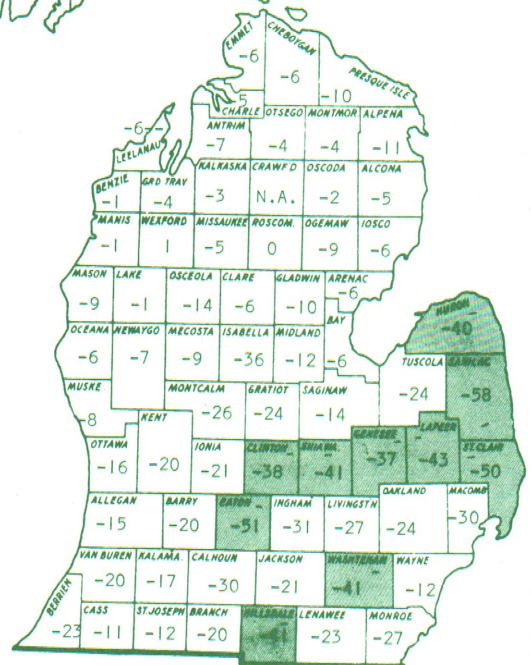 EMMET
CHEBOYGAN
-6
-6
PRESQUE ISLE
-10
5
CHARLE OTSEGO MONTMOR ALPENA
-6
ANTRIM
-7 -4 -4 -11
LEELANAU
KALKASKA CRAWF'D OSCODA ALCONA
BENZIE GRD TRAY
-1 -4 -3 N.A. -2 -5
MANIS WEXFORD MISSAUKEE ROSCOM. OGEMAW IOSCO
-1 1 -5 0 -9 -6
MASON LAKE OSCEOLA CLARE GLADWIN ARENAC
-9 -1 -14 -6 -10 -6
HURON
-40
BAY
OCEANA NEWAYGO MECOSTA ISABELLA MIDLAND
-6 -7 -9 -36 -12 -6
TUSCOLA SANILAC
-24 -58
MUSKE
-8
MONTCALM GRATIOT SAGINAW
-26 -24 -14
KENT
-20
OTTAWA IONIA CLINTON SHIAWA. GENESEE LAPEER ST.CLAIR
-16 -21 -38 -41 -37 -43 -50
ALLEGAN BARRY EATON INGHAM LIVINGSTN OAKLAND MACOMB
-15 -20 -51 -31 -27 -24 -30
VAN BUREN KALAMA. CALHOUN JACKSON WASHTENAW WAYNE
-20 -17 -30 -21 -41 -12
BERRIEN CASS ST.JOSEPH BRANCH HILLSDALE LENAWEE MONROE
-23 -11 -12 -20 -41 -23 -27